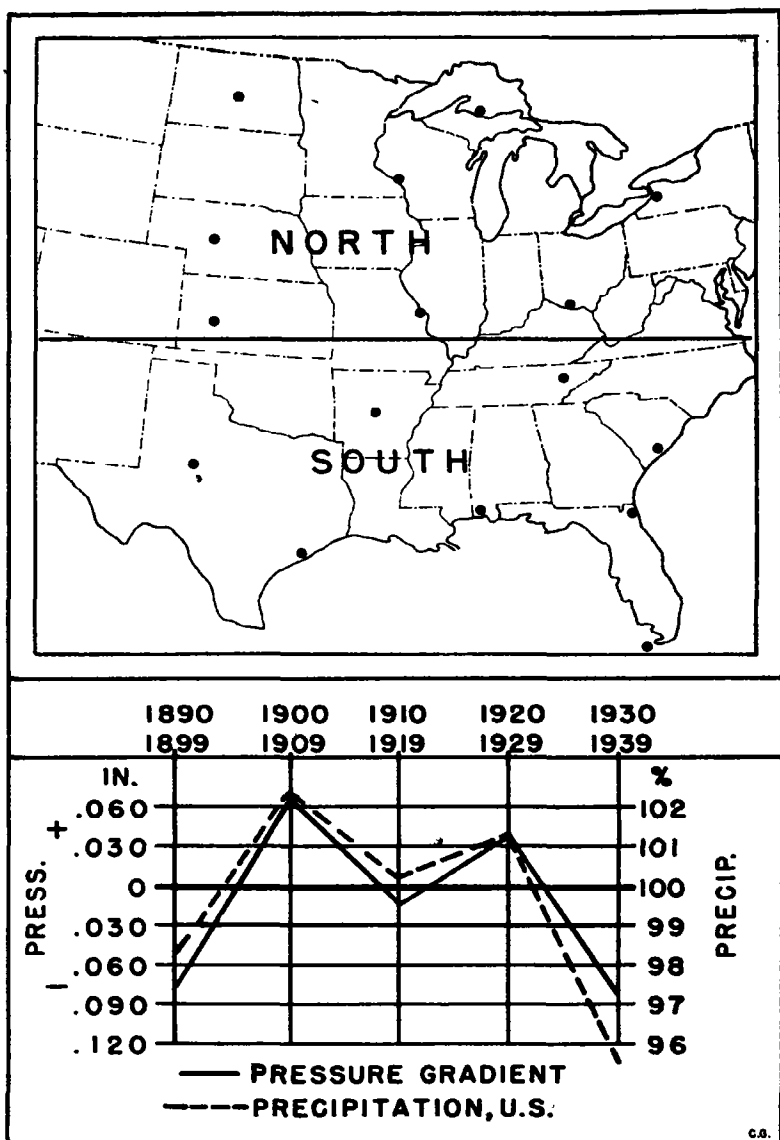 NORTH
SOUTH
1890 1900 1910 1920 1930
1899 1909 1919 1929 1939
IN. %
+ .060 102
.030 101
0 100
.030 99
.060 98
– .090 97
.120 96
PRESS.
PRECIP.
PRESSURE GRADIENT
PRECIPITATION, U.S.
C.G.